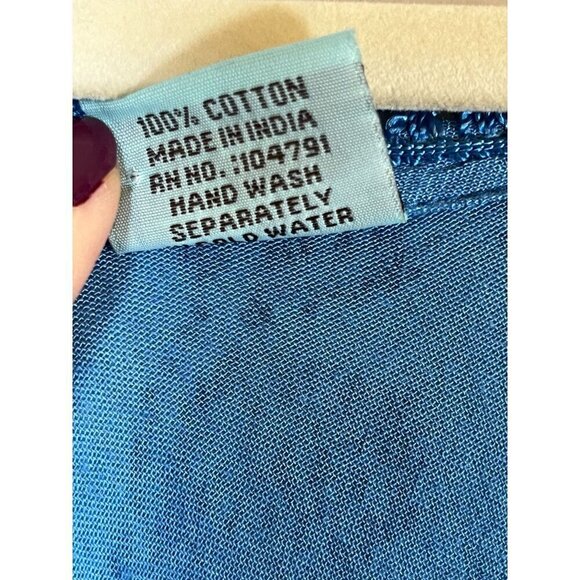 100% COTTON
MADE IN INDIA
RN NO.:104791
HAND WASH
SEPARATELY
COLD WATER